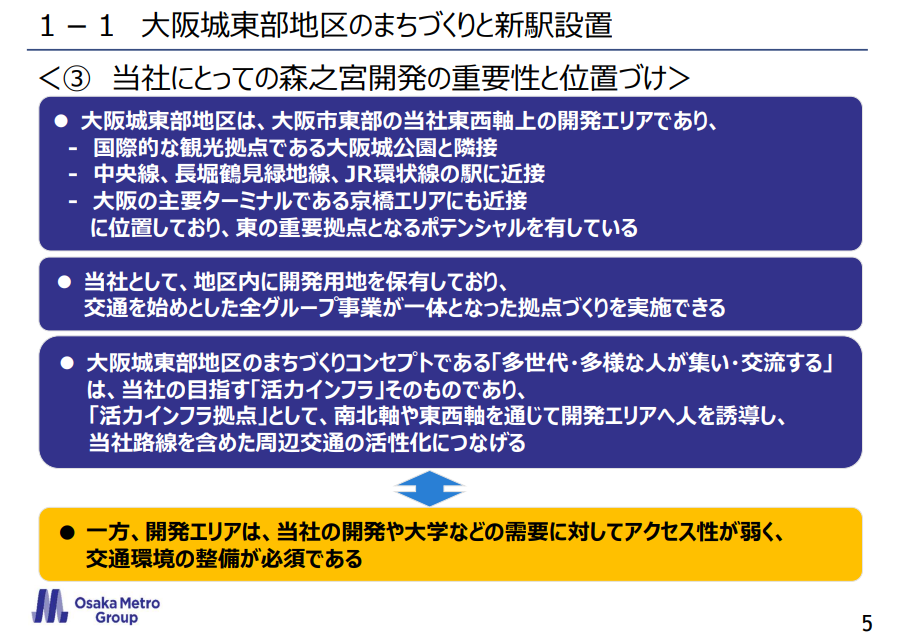 1-1 大阪城東部地区のまちづくりと新駅設置
<③ 当社にとっての森之宮開発の重要性と位置づけ>
● 大阪城東部地区は、大阪市東部の当社東西軸上の開発エリアであり、
- 国際的な観光拠点である大阪城公園と隣接
- 中央線、長堀鶴見緑地線、JR環状線の駅に近接
- 大阪の主要ターミナルである京橋エリアにも近接
に位置しており、東の重要拠点となるポテンシャルを有している
● 当社として、地区内に開発用地を保有しており、
交通を始めとした全グループ事業が一体となった拠点づくりを実施できる
● 大阪城東部地区のまちづくりコンセプトである「多世代・多様な人が集い・交流する」
は、当社の目指す「活力インフラ」そのものであり、
「活力インフラ拠点」として、南北軸や東西軸を通じて開発エリアへ人を誘導し、
当社路線を含めた周辺交通の活性化につなげる
● 一方、開発エリアは、当社の開発や大学などの需要に対してアクセス性が弱く、
交通環境の整備が必須である
Osaka Metro
Group
5